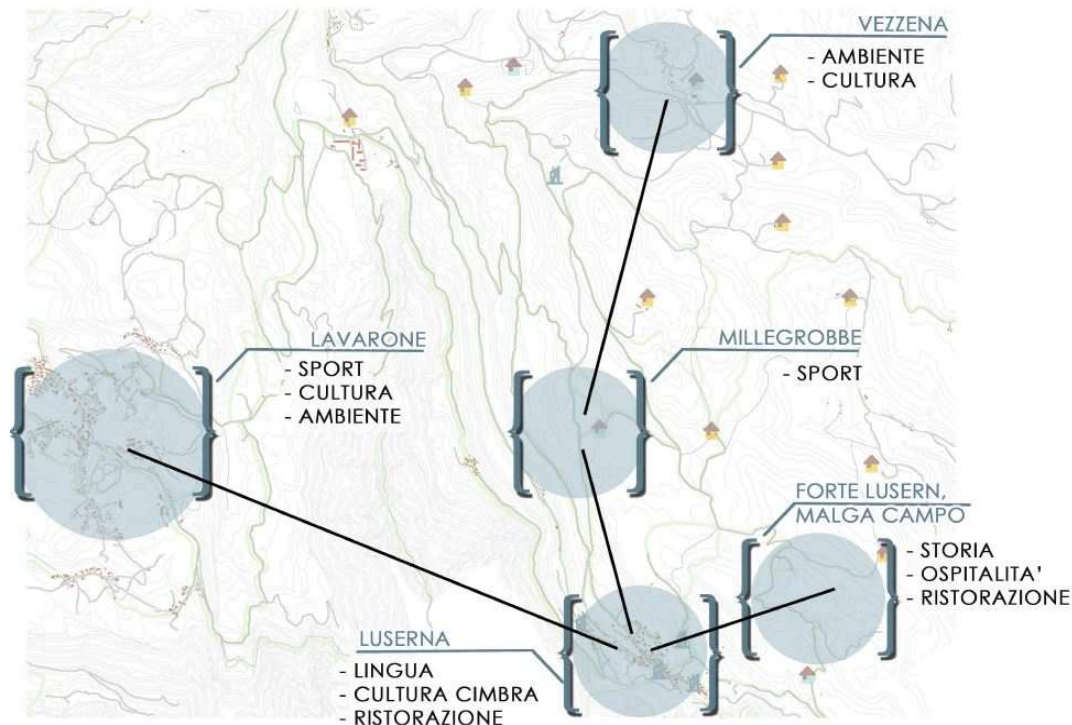 VEZZENA
- AMBIENTE
- CULTURA
LAVARONE
- SPORT
- CULTURA
- AMBIENTE
MILLEGROBBE
- SPORT
FORTE LUSERN,
MALGA CAMPO
- STORIA
- OSPITALITA'
- RISTORAZIONE
LUSERNA
- LINGUA
- CULTURA CIMBRA
- RISTORAZIONE